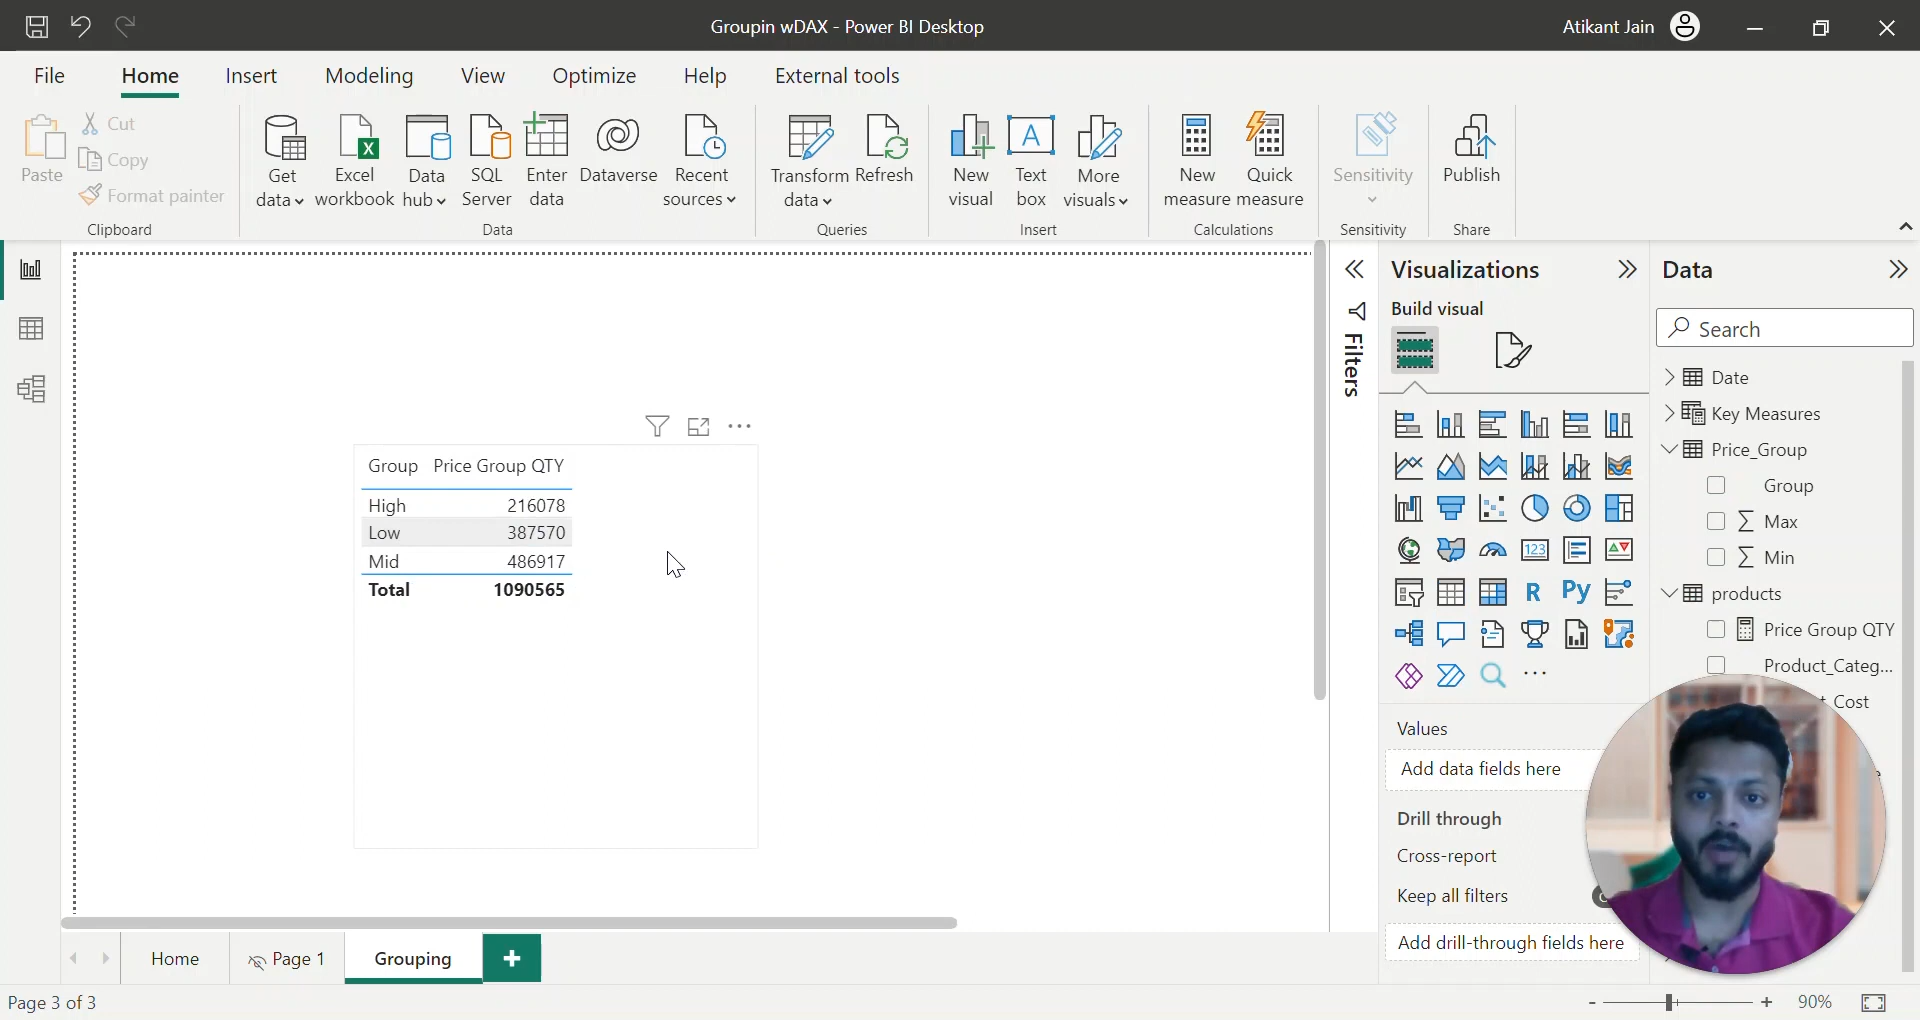 Groupin wDAX - Power BI Desktop
Atikant Jain
File Home Insert Modeling View Optimize Help External tools
Paste
Cut
Copy
Format painter
Clipboard
Get data
Excel workbook
Data hub
SQL Server
Enter data
Dataverse
Recent sources
Data
Transform data
Refresh
Queries
New visual
Text box
More visuals
Insert
New measure
Quick measure
Calculations
Sensitivity
Sensitivity
Publish
Share
Group Price Group QTY
High 216078
Low 387570
Mid 486917
Total 1090565
Filters
Visualizations
Build visual
123
R
Py
Values
Add data fields here
Drill through
Cross-report
Keep all filters
Add drill-through fields here
Data
Search
Date
Key Measures
Price_Group
Group
Max
Min
products
Price Group QTY
Product_Categ...
Cost
Home
Page 1
Grouping
Page 3 of 3
90%